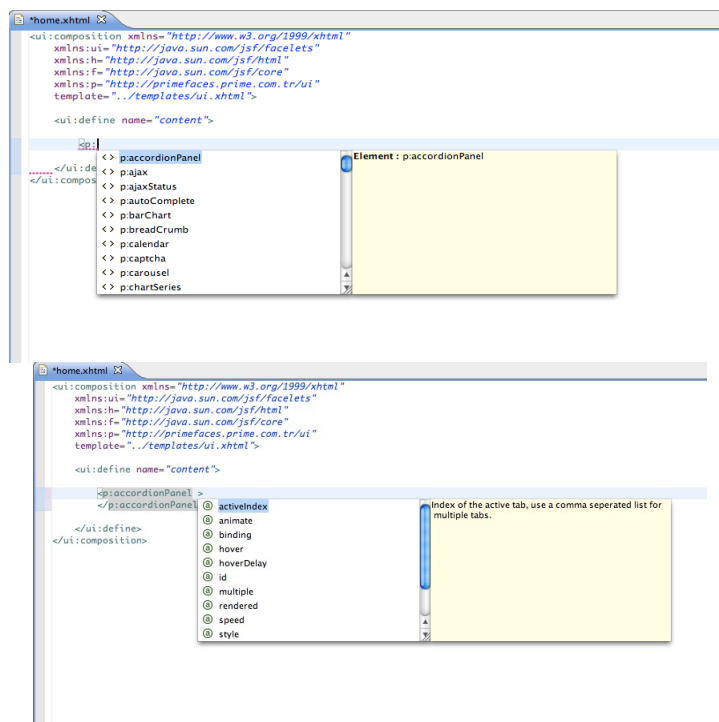 *home.xhtml
<ui:composition xmlns="http://www.w3.org/1999/xhtml"
xmlns:ui="http://java.sun.com/jsf/facelets"
xmlns:h="http://java.sun.com/jsf/html"
xmlns:f="http://java.sun.com/jsf/core"
xmlns:p="http://primefaces.prime.com.tr/ui"
template="../templates/ui.xhtml">
<ui:define name="content">
<p:
</ui:de
</ui:compos
p:accordionPanel
p:ajax
p:ajaxStatus
p:autoComplete
p:barChart
p:breadCrumb
p:calendar
p:captcha
p:carousel
p:chartSeries
Element : p:accordionPanel
*home.xhtml
<ui:composition xmlns="http://www.w3.org/1999/xhtml"
xmlns:ui="http://java.sun.com/jsf/facelets"
xmlns:h="http://java.sun.com/jsf/html"
xmlns:f="http://java.sun.com/jsf/core"
xmlns:p="http://primefaces.prime.com.tr/ui"
template="../templates/ui.xhtml">
<ui:define name="content">
<p:accordionPanel >
</p:accordionPanel
</ui:define>
</ui:composition>
activeIndex
animate
binding
hover
hoverDelay
id
multiple
rendered
speed
style
Index of the active tab, use a comma seperated list for
multiple tabs.